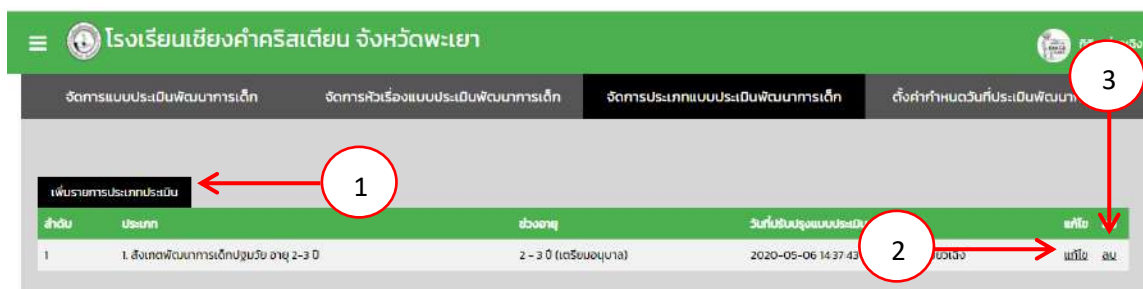 โรงเรียนเชียงคำคริสเตียน จังหวัดพะเยา
จัดการแบบประเมินพัฒนาการเด็ก จัดการหัวเรื่องแบบประเมินพัฒนาการเด็ก จัดการประเภทแบบประเมินพัฒนาการเด็ก ตั้งค่ากำหนดวันที่ประเมินพัฒนา
3
เพิ่มรายการประเภทประเมิน
1
ลำดับ ประเภท ช่วงอายุ วันที่ปรับปรุงแบบประเมิน แก้ไข
1 1. สังเกตพัฒนาการเด็กปฐมวัย อายุ 2-3 ปี 2 - 3 ปี (เตรียมอนุบาล) 2020-05-06 14:37:43 แก้ไข ลบ
2